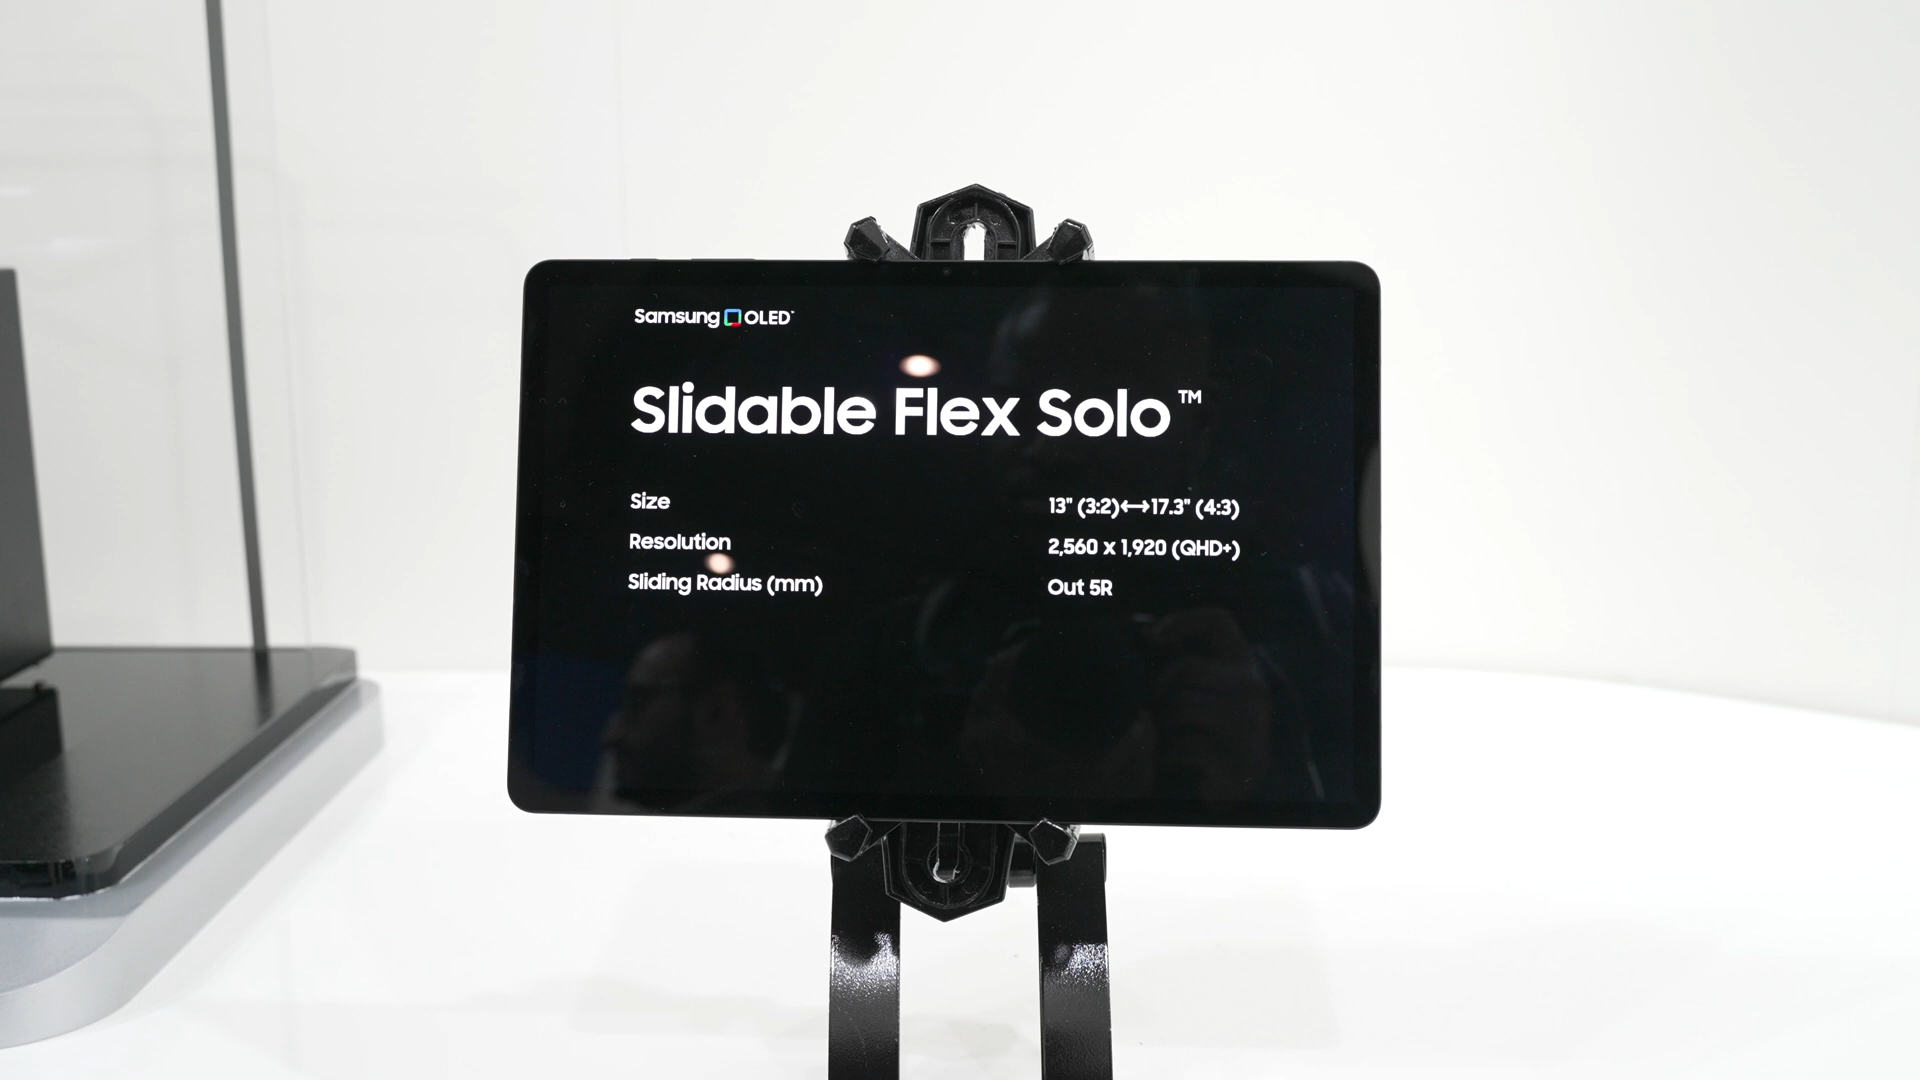 Samsung OLED
Slidable Flex Solo™
Size 13" (3:2)↔17.3" (4:3)
Resolution 2,560 x 1,920 (QHD+)
Sliding Radius (mm) Out 5R